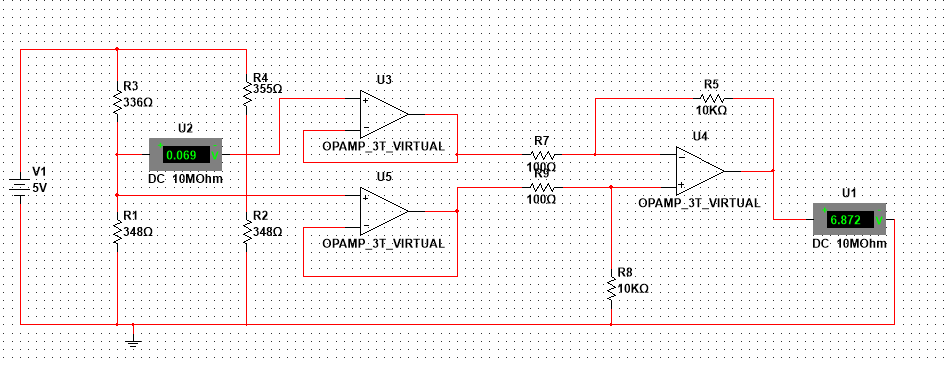 R3
336Ω
R4
355Ω
U2
+
0.069
V
DC 10MOhm
V1
5V
R1
348Ω
R2
348Ω
U3
+
−
OPAMP_3T_VIRTUAL
U5
+
−
OPAMP_3T_VIRTUAL
R7
100Ω
R9
100Ω
R5
10KΩ
U4
−
+
OPAMP_3T_VIRTUAL
R8
10KΩ
U1
+
6.872
V
DC 10MOhm